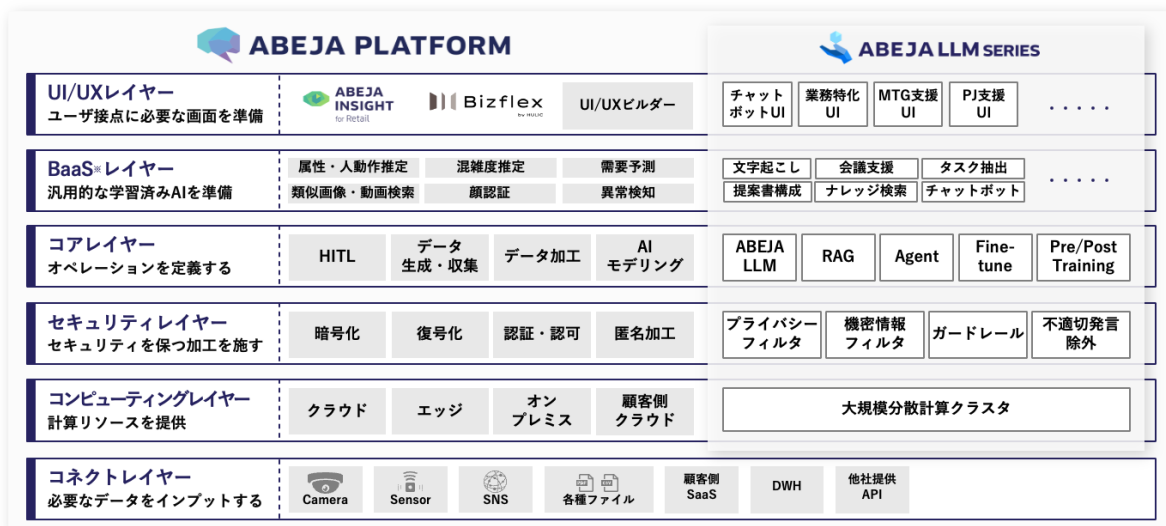 ABEJA PLATFORM
ABEJA LLM SERIES
UI/UXレイヤー
ユーザ接点に必要な画面を準備
ABEJA
INSIGHT
for Retail
Bizflex
by HULIC
UI/UXビルダー
チャット
ボットUI
業務特化
UI
MTG支援
UI
PJ支援
UI
・・・・・
BaaS※レイヤー
汎用的な学習済みAIを準備
属性・人動作推定
混雑度推定
需要予測
類似画像・動画検索
顔認証
異常検知
文字起こし
会議支援
タスク抽出
提案書構成
ナレッジ検索
チャットボット
・・・・・
コアレイヤー
オペレーションを定義する
HITL
データ
生成・収集
データ加工
AI
モデリング
ABEJA
LLM
RAG
Agent
Fine-
tune
Pre/Post
Training
セキュリティレイヤー
セキュリティを保つ加工を施す
暗号化
復号化
認証・認可
匿名加工
プライバシー
フィルタ
機密情報
フィルタ
ガードレール
不適切発言
除外
コンピューティングレイヤー
計算リソースを提供
クラウド
エッジ
オン
プレミス
顧客側
クラウド
大規模分散計算クラスタ
コネクトレイヤー
必要なデータをインプットする
Camera
Sensor
SNS
各種ファイル
顧客側
SaaS
DWH
他社提供
API